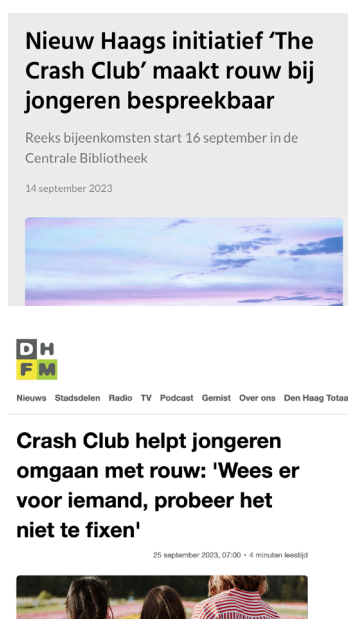 Nieuw Haags initiatief ‘The
Crash Club’ maakt rouw bij
jongeren bespreekbaar
Reeks bijeenkomsten start 16 september in de
Centrale Bibliotheek
14 september 2023
DH
FM
Nieuws Stadsdelen Radio TV Podcast Gemist Over ons Den Haag Totaa
Crash Club helpt jongeren
omgaan met rouw: 'Wees er
voor iemand, probeer het
niet te fixen'
25 september 2023, 07:00 • 4 minuten leestijd